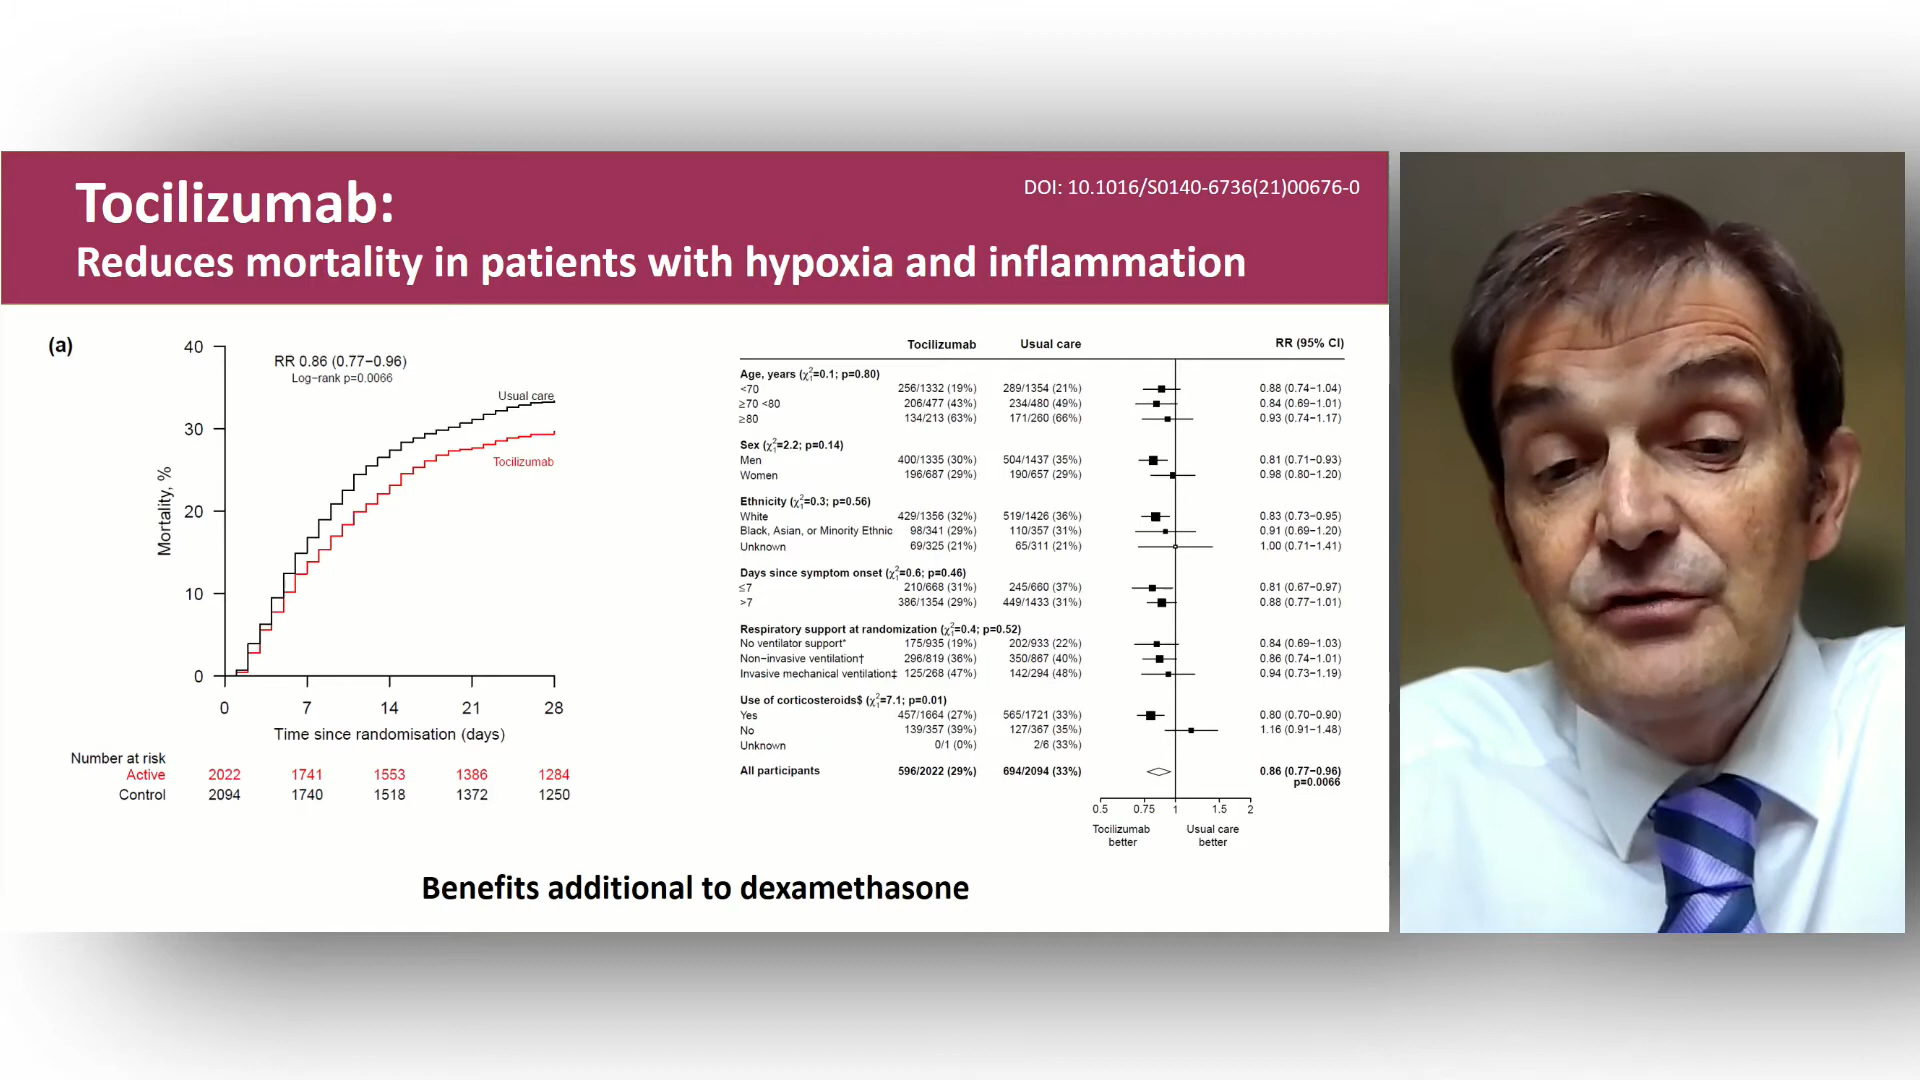 Tocilizumab:
DOI: 10.1016/S0140-6736(21)00676-0
Reduces mortality in patients with hypoxia and inflammation
(a)
40
30
20
10
0
Mortality, %
RR 0.86 (0.77−0.96)
Log−rank p=0.0066
Usual care
Tocilizumab
0 7 14 21 28
Time since randomisation (days)
Number at risk
Active 2022 1741 1553 1386 1284
Control 2094 1740 1518 1372 1250
Tocilizumab Usual care RR (95% CI)
Age, years (χ²₁=0.1; p=0.80)
<70 256/1332 (19%) 289/1354 (21%) 0.88 (0.74−1.04)
≥70 <80 206/477 (43%) 234/480 (49%) 0.84 (0.69−1.01)
≥80 134/213 (63%) 171/260 (66%) 0.93 (0.74−1.17)
Sex (χ²₁=2.2; p=0.14)
Men 400/1335 (30%) 504/1437 (35%) 0.81 (0.71−0.93)
Women 196/687 (29%) 190/657 (29%) 0.98 (0.80−1.20)
Ethnicity (χ²₁=0.3; p=0.56)
White 429/1356 (32%) 519/1426 (36%) 0.83 (0.73−0.95)
Black, Asian, or Minority Ethnic 98/341 (29%) 110/357 (31%) 0.91 (0.69−1.20)
Unknown 69/325 (21%) 65/311 (21%) 1.00 (0.71−1.41)
Days since symptom onset (χ²₁=0.6; p=0.46)
≤7 210/668 (31%) 245/660 (37%) 0.81 (0.67−0.97)
>7 386/1354 (29%) 449/1433 (31%) 0.88 (0.77−1.01)
Respiratory support at randomization (χ²₁=0.4; p=0.52)
No ventilator support* 175/935 (19%) 202/933 (22%) 0.84 (0.69−1.03)
Non−invasive ventilation† 296/819 (36%) 350/867 (40%) 0.86 (0.74−1.01)
Invasive mechanical ventilation‡ 125/268 (47%) 142/294 (48%) 0.94 (0.73−1.19)
Use of corticosteroids$ (χ²₁=7.1; p=0.01)
Yes 457/1664 (27%) 565/1721 (33%) 0.80 (0.70−0.90)
No 139/357 (39%) 127/367 (35%) 1.16 (0.91−1.48)
Unknown 0/1 (0%) 2/6 (33%)
All participants 596/2022 (29%) 694/2094 (33%) 0.86 (0.77−0.96)
p=0.0066
0.5 0.75 1 1.5 2
Tocilizumab Usual care
better better
Benefits additional to dexamethasone